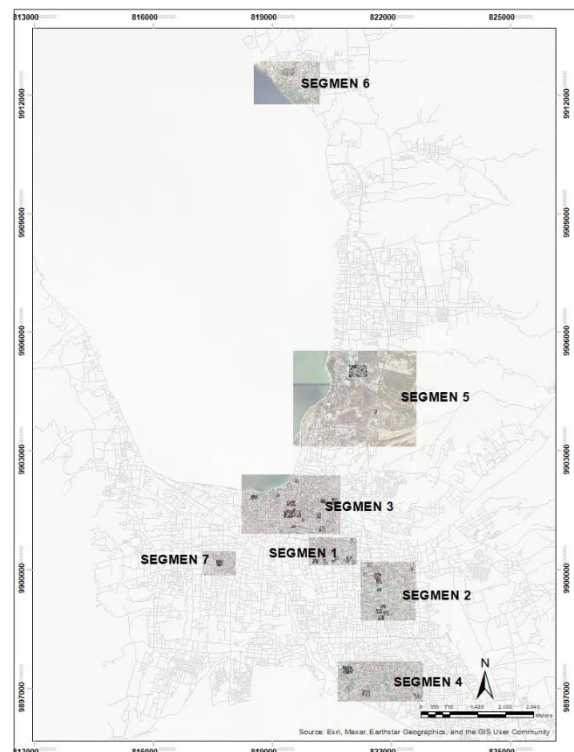 813000 816000 819000 822000 825000
9912000 9912000
9909000 9909000
9906000 9906000
9903000 9903000
9900000 9900000
9897000 9897000
SEGMEN 6
SEGMEN 5
SEGMEN 3
SEGMEN 1
SEGMEN 7
SEGMEN 2
SEGMEN 4
N
Meters
Source: Esri, Maxar, Earthstar Geographics, and the GIS User Community
813000 816000 819000 822000 825000